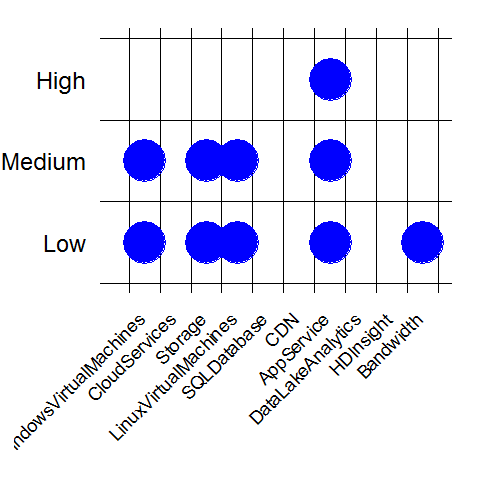 High
Medium
Low
ndowsVirtualMachines
CloudServices
Storage
LinuxVirtualMachines
SQLDatabase
CDN
AppService
DataLakeAnalytics
HDInsight
Bandwidth